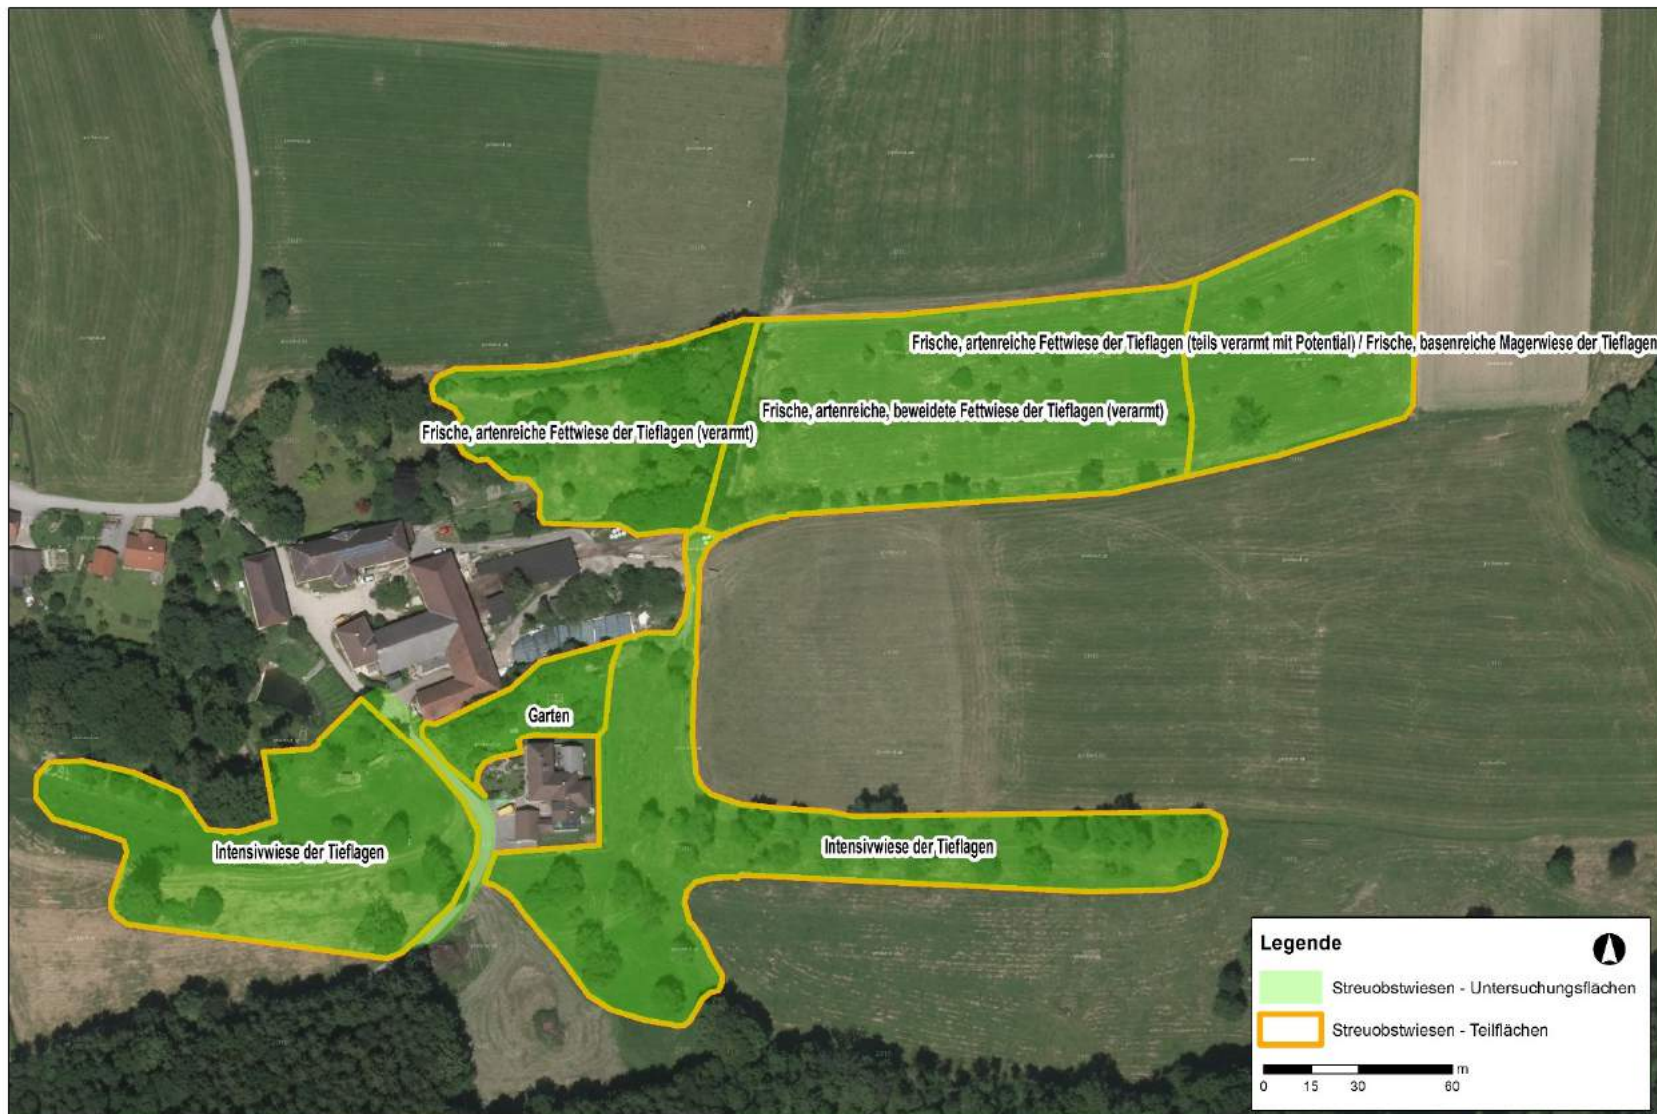 Frische, artenreiche Fettwiese der Tieflagen (teils verarmt mit Potential) / Frische, basenreiche Magerwiese der Tieflagen
Frische, artenreiche, beweidete Fettwiese der Tieflagen (verarmt)
Frische, artenreiche Fettwiese der Tieflagen (verarmt)
Garten
Intensivwiese der Tieflagen
Intensivwiese der Tieflagen
Legende
Streuobstwiesen - Untersuchungsflächen
Streuobstwiesen - Teilflächen
m
0 15 30 60